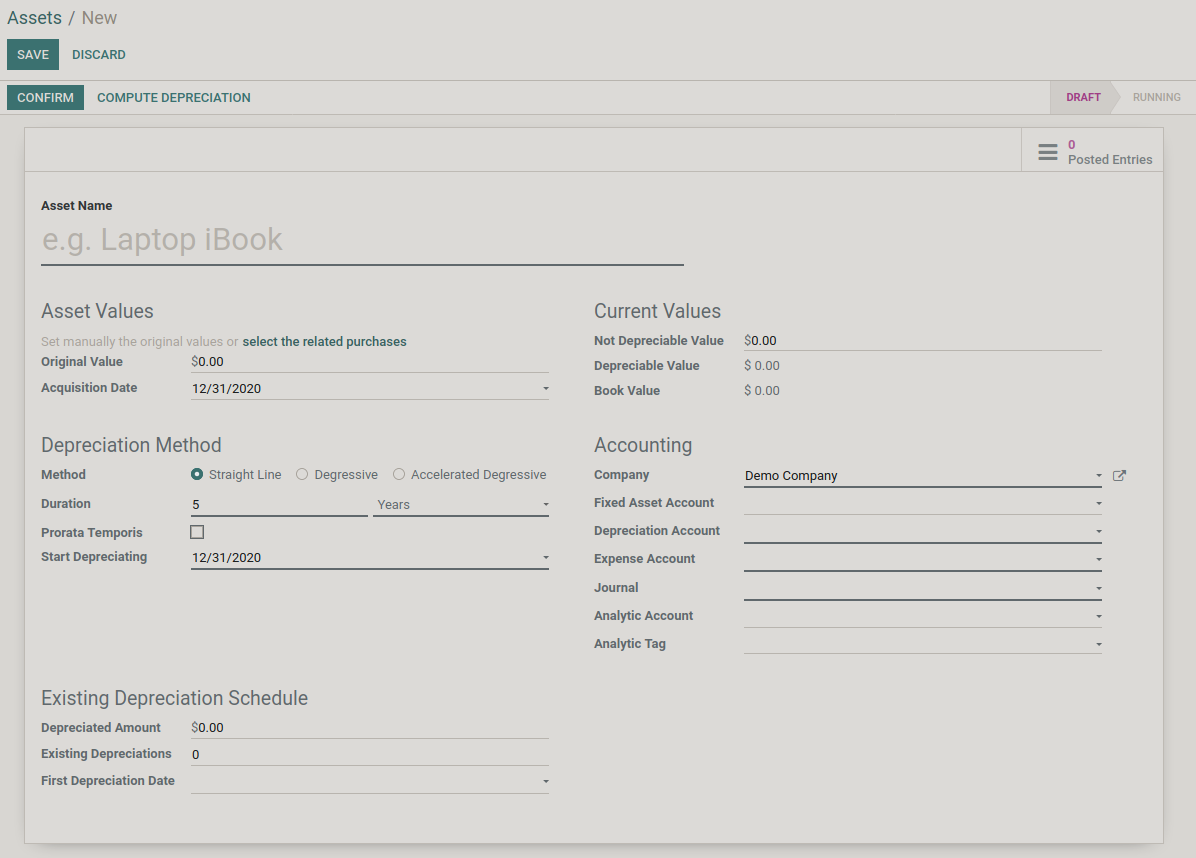 Assets / New
SAVE DISCARD
CONFIRM COMPUTE DEPRECIATION DRAFT RUNNING
0
Posted Entries
Asset Name
e.g. Laptop iBook
Asset Values
Set manually the original values or select the related purchases
Original Value $0.00
Acquisition Date 12/31/2020
Current Values
Not Depreciable Value $0.00
Depreciable Value $ 0.00
Book Value $ 0.00
Depreciation Method
Method Straight Line Degressive Accelerated Degressive
Duration 5 Years
Prorata Temporis
Start Depreciating 12/31/2020
Accounting
Company Demo Company
Fixed Asset Account
Depreciation Account
Expense Account
Journal
Analytic Account
Analytic Tag
Existing Depreciation Schedule
Depreciated Amount $0.00
Existing Depreciations 0
First Depreciation Date